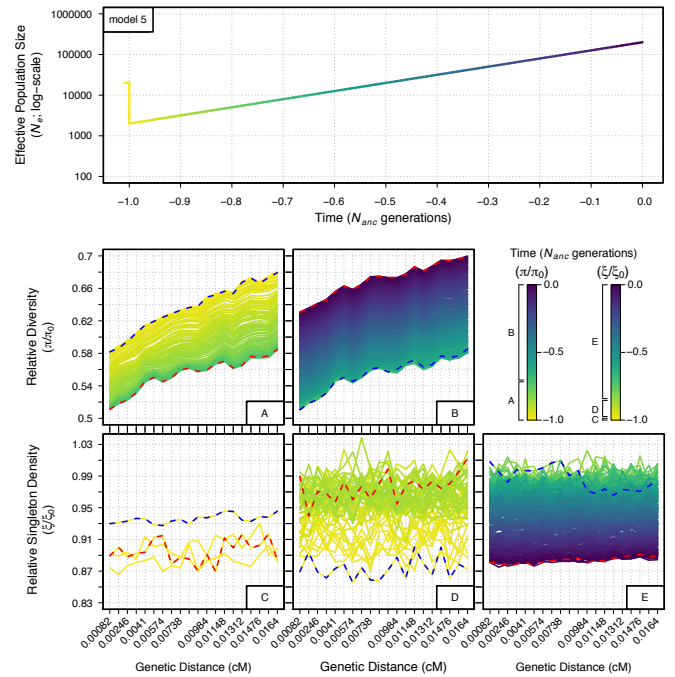 model 5
Effective Population Size
(Ne; log−scale)
1000000
100000
10000
1000
100
−1.0 −0.9 −0.8 −0.7 −0.6 −0.5 −0.4 −0.3 −0.2 −0.1 0.0
Time (Nanc generations)
Relative Diversity
(π/π0)
0.7
0.66
0.62
0.58
0.54
0.5
A
B
Time (Nanc generations)
(π/π0) (ξ/ξ0)
0.0 0.0
−0.5 −0.5
−1.0 −1.0
B
A
E
D
C
Relative Singleton Density
(ξ/ξ0)
1.03
0.99
0.95
0.91
0.87
0.83
C
D
E
0.00082 0.00246 0.0041 0.00574 0.00738 0.00984 0.01148 0.01312 0.01476 0.0164
0.00082 0.00246 0.0041 0.00574 0.00738 0.00984 0.01148 0.01312 0.01476 0.0164
0.00082 0.00246 0.0041 0.00574 0.00738 0.00984 0.01148 0.01312 0.01476 0.0164
Genetic Distance (cM) Genetic Distance (cM) Genetic Distance (cM)